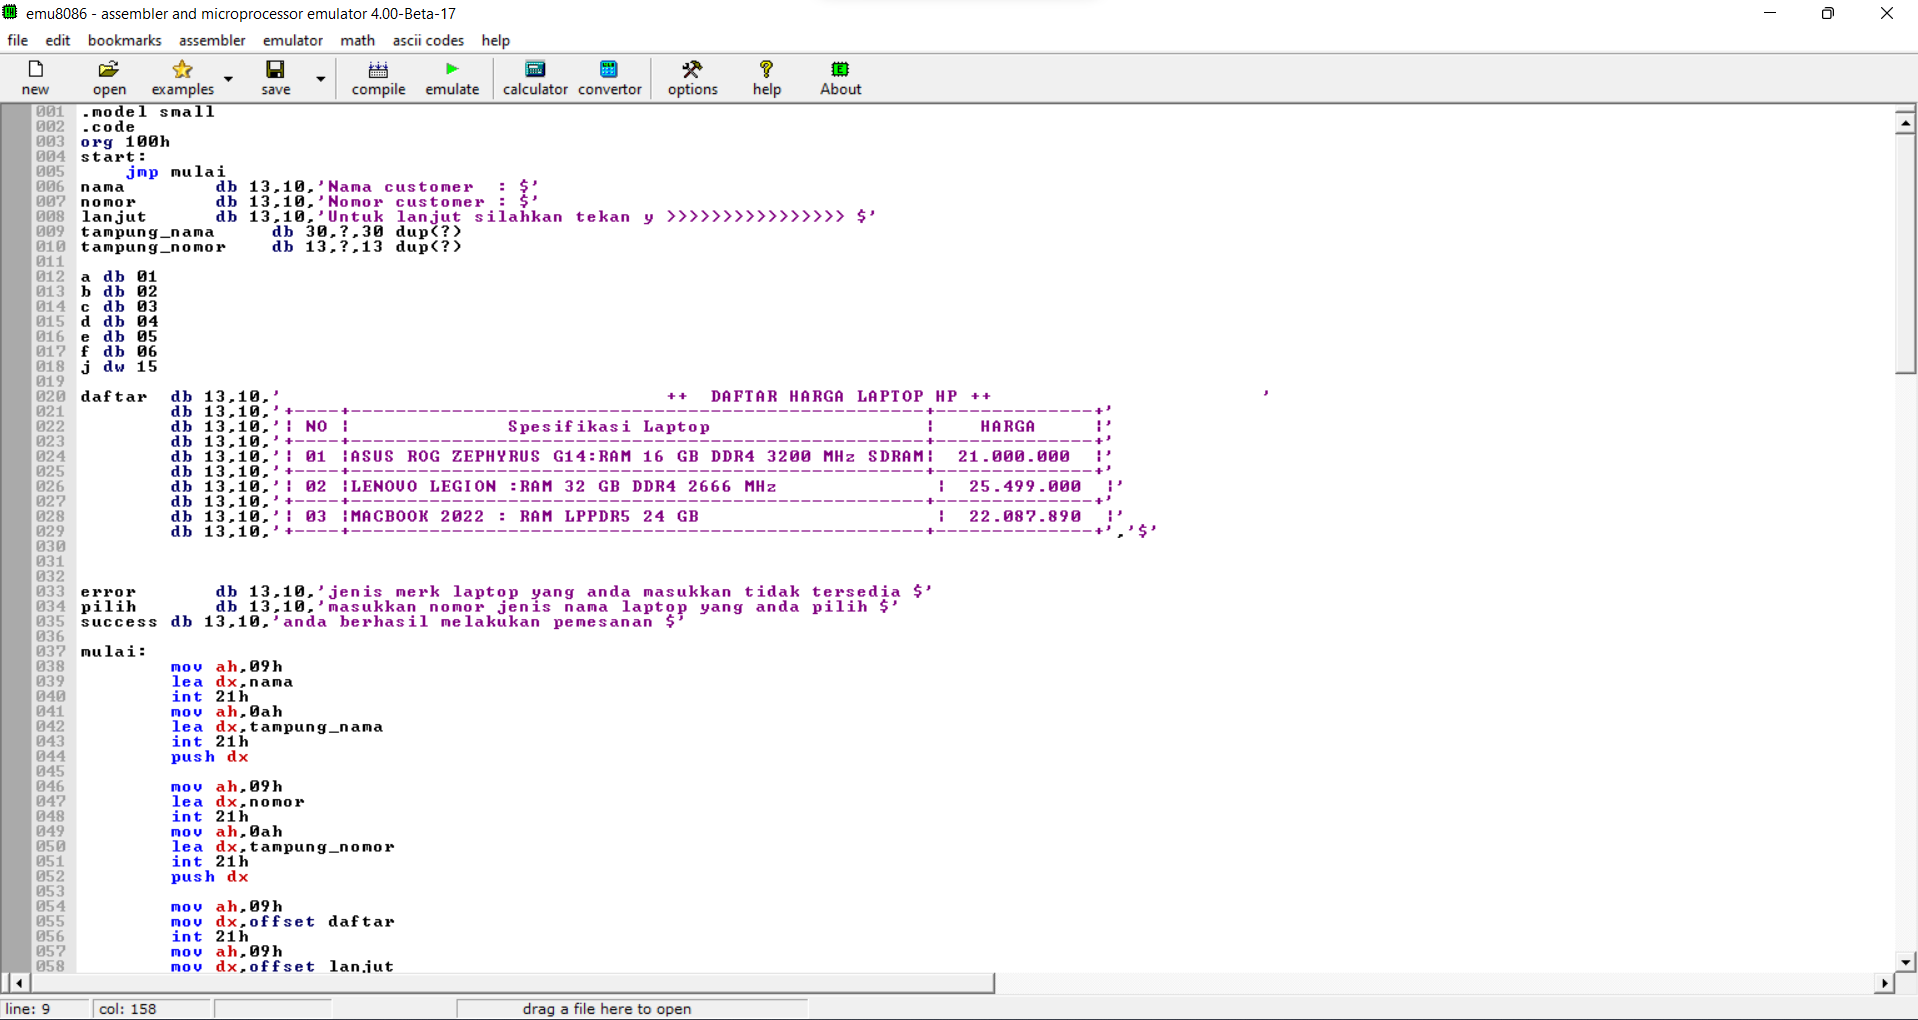 emu8086 - assembler and microprocessor emulator 4.00-Beta-17
file edit bookmarks assembler emulator math ascii codes help
new open examples save compile emulate calculator convertor options help About
001 .model small
002 .code
003 org 100h
004 start:
005     jmp mulai
006 nama        db 13,10,'Nama customer  : $'
007 nomor       db 13,10,'Nomor customer : $'
008 lanjut      db 13,10,'Untuk lanjut silahkan tekan y >>>>>>>>>>>>>>>> $'
009 tampung_nama     db 30,?,30 dup(?)
010 tampung_nomor    db 13,?,13 dup(?)
011
012 a db 01
013 b db 02
014 c db 03
015 d db 04
016 e db 05
017 f db 06
018 j dw 15
019
020 daftar  db 13,10,'                                  ++  DAFTAR HARGA LAPTOP HP ++                        '
021         db 13,10,'+----+---------------------------------------------------+--------------+'
022         db 13,10,'| NO |              Spesifikasi Laptop                   |    HARGA     |'
023         db 13,10,'+----+---------------------------------------------------+--------------+'
024         db 13,10,'| 01 |ASUS ROG ZEPHYRUS G14:RAM 16 GB DDR4 3200 MHz SDRAM|  21.000.000  |'
025         db 13,10,'+----+---------------------------------------------------+--------------+'
026         db 13,10,'| 02 |LENOVO LEGION :RAM 32 GB DDR4 2666 MHz              |  25.499.000  |'
027         db 13,10,'+----+---------------------------------------------------+--------------+'
028         db 13,10,'| 03 |MACBOOK 2022 : RAM LPPDR5 24 GB                     |  22.087.890  |'
029         db 13,10,'+----+---------------------------------------------------+--------------+','$'
030
031
032
033 error       db 13,10,'jenis merk laptop yang anda masukkan tidak tersedia $'
034 pilih       db 13,10,'masukkan nomor jenis nama laptop yang anda pilih $'
035 success db 13,10,'anda berhasil melakukan pemesanan $'
036
037 mulai:
038         mov ah,09h
039         lea dx,nama
040         int 21h
041         mov ah,0ah
042         lea dx,tampung_nama
043         int 21h
044         push dx
045
046         mov ah,09h
047         lea dx,nomor
048         int 21h
049         mov ah,0ah
050         lea dx,tampung_nomor
051         int 21h
052         push dx
053
054         mov ah,09h
055         mov dx,offset daftar
056         int 21h
057         mov ah,09h
058         mov dx,offset lanjut
line: 9 col: 158 drag a file here to open